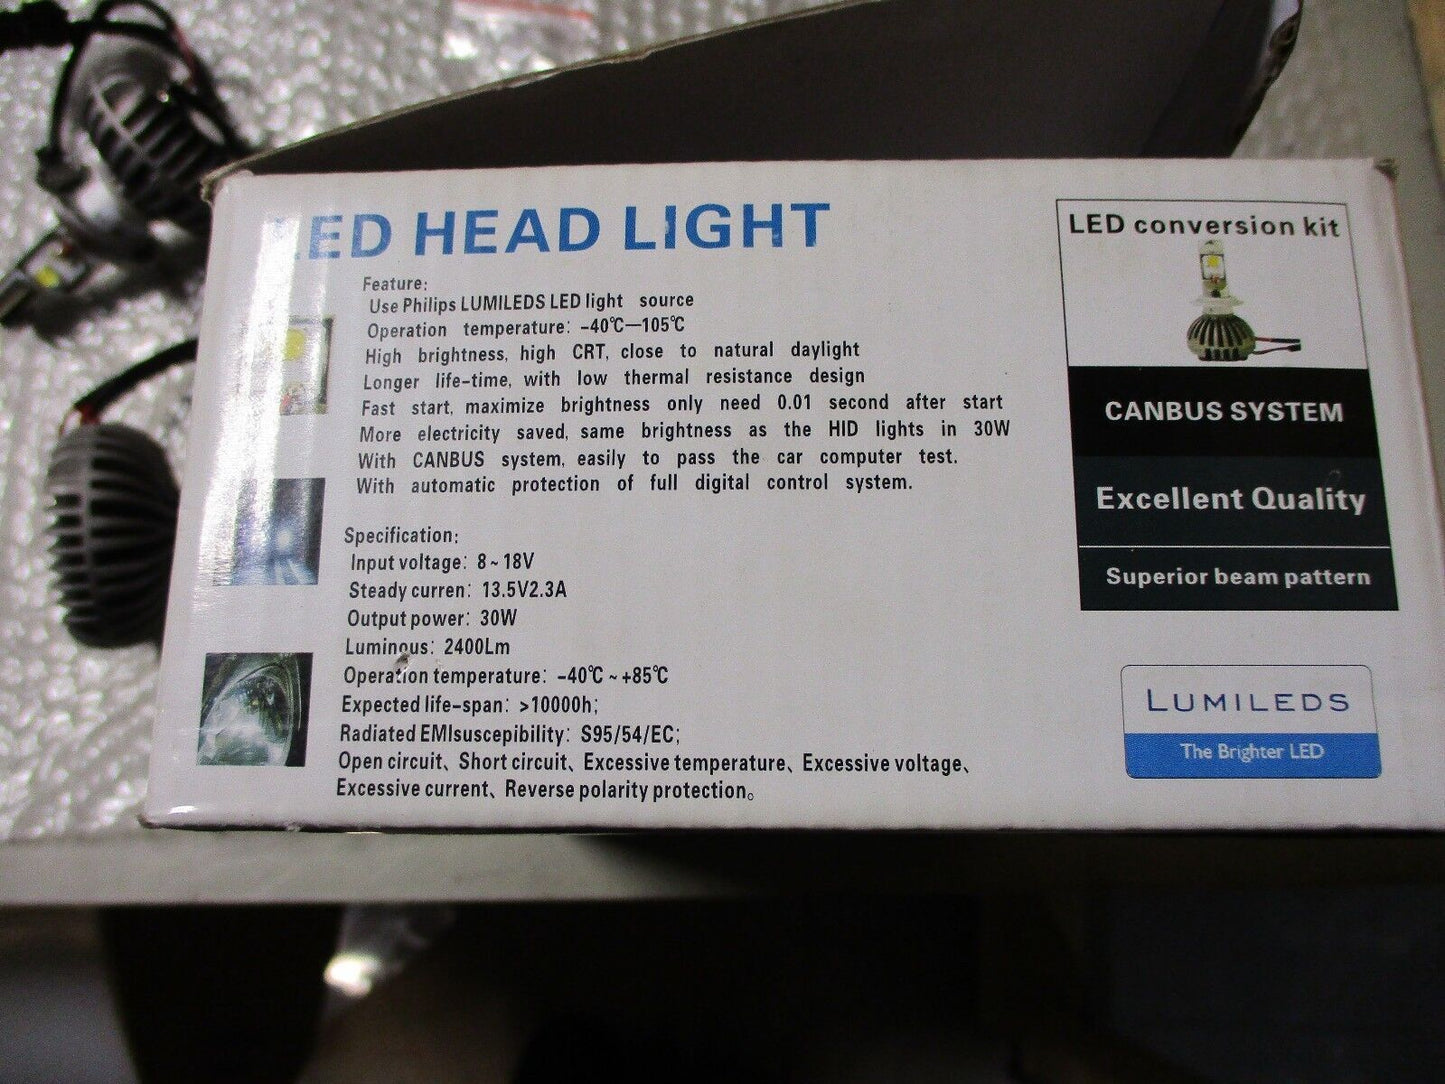 LED HEAD LIGHT
Feature:
Use Philips LUMILEDS LED light source
Operation temperature: -40℃—105℃
High brightness, high CRT, close to natural daylight
Longer life-time, with low thermal resistance design
Fast start, maximize brightness only need 0.01 second after start
More electricity saved, same brightness as the HID lights in 30W
With CANBUS system, easily to pass the car computer test.
With automatic protection of full digital control system.
Specification:
Input voltage: 8~18V
Steady curren: 13.5V2.3A
Output power: 30W
Luminous: 2400Lm
Operation temperature: -40℃~+85℃
Expected life-span: >10000h;
Radiated EMIsuscepibility: S95/54/EC;
Open circuit、Short circuit、Excessive temperature、Excessive voltage、
Excessive current、Reverse polarity protection。
LED conversion kit
CANBUS SYSTEM
Excellent Quality
Superior beam pattern
LUMILEDS
The Brighter LED